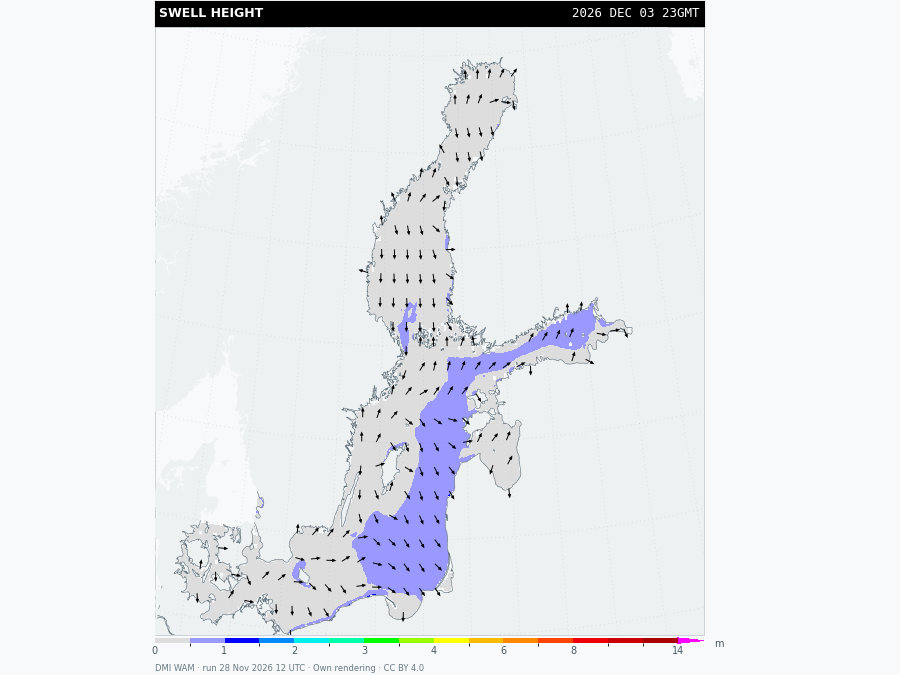 SWELL HEIGHT
2026 DEC 03 23GMT
0 1 2 3 4 6 8 14 m
DMI WAM · run 28 Nov 2026 12 UTC · Own rendering · CC BY 4.0